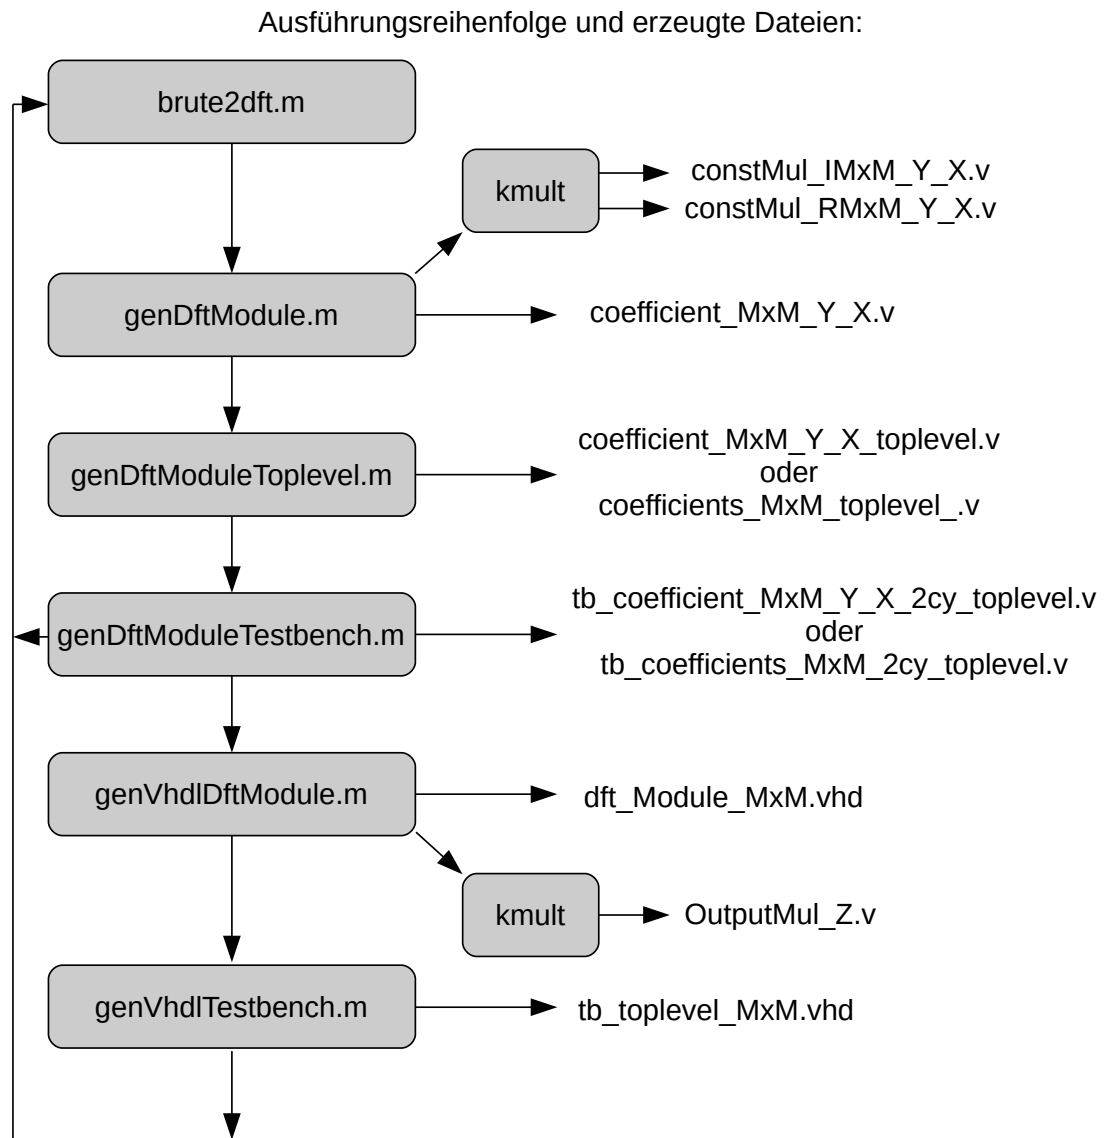 Ausführungsreihenfolge und erzeugte Dateien:
brute2dft.m
kmult
constMul_IMxM_Y_X.v
constMul_RMxM_Y_X.v
genDftModule.m
coefficient_MxM_Y_X.v
genDftModuleToplevel.m
coefficient_MxM_Y_X_toplevel.v
oder
coefficients_MxM_toplevel_.v
genDftModuleTestbench.m
tb_coefficient_MxM_Y_X_2cy_toplevel.v
oder
tb_coefficients_MxM_2cy_toplevel.v
genVhdlDftModule.m
dft_Module_MxM.vhd
kmult
OutputMul_Z.v
genVhdlTestbench.m
tb_toplevel_MxM.vhd